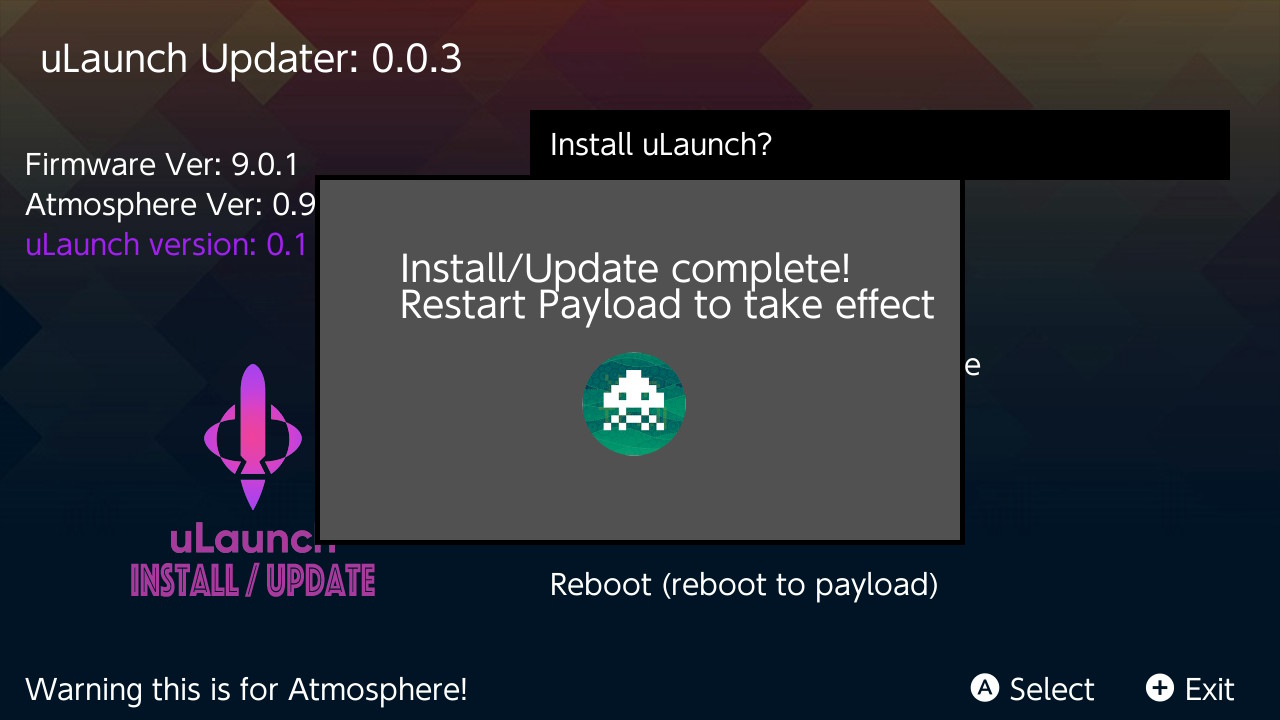 uLaunch Updater: 0.0.3
Install uLaunch?
Firmware Ver: 9.0.1
Atmosphere Ver: 0.9
uLaunch version: 0.1
Install/Update complete!
Restart Payload to take effect
e
uLaunch
INSTALL / UPDATE
Reboot (reboot to payload)
Warning this is for Atmosphere!
A Select
+ Exit